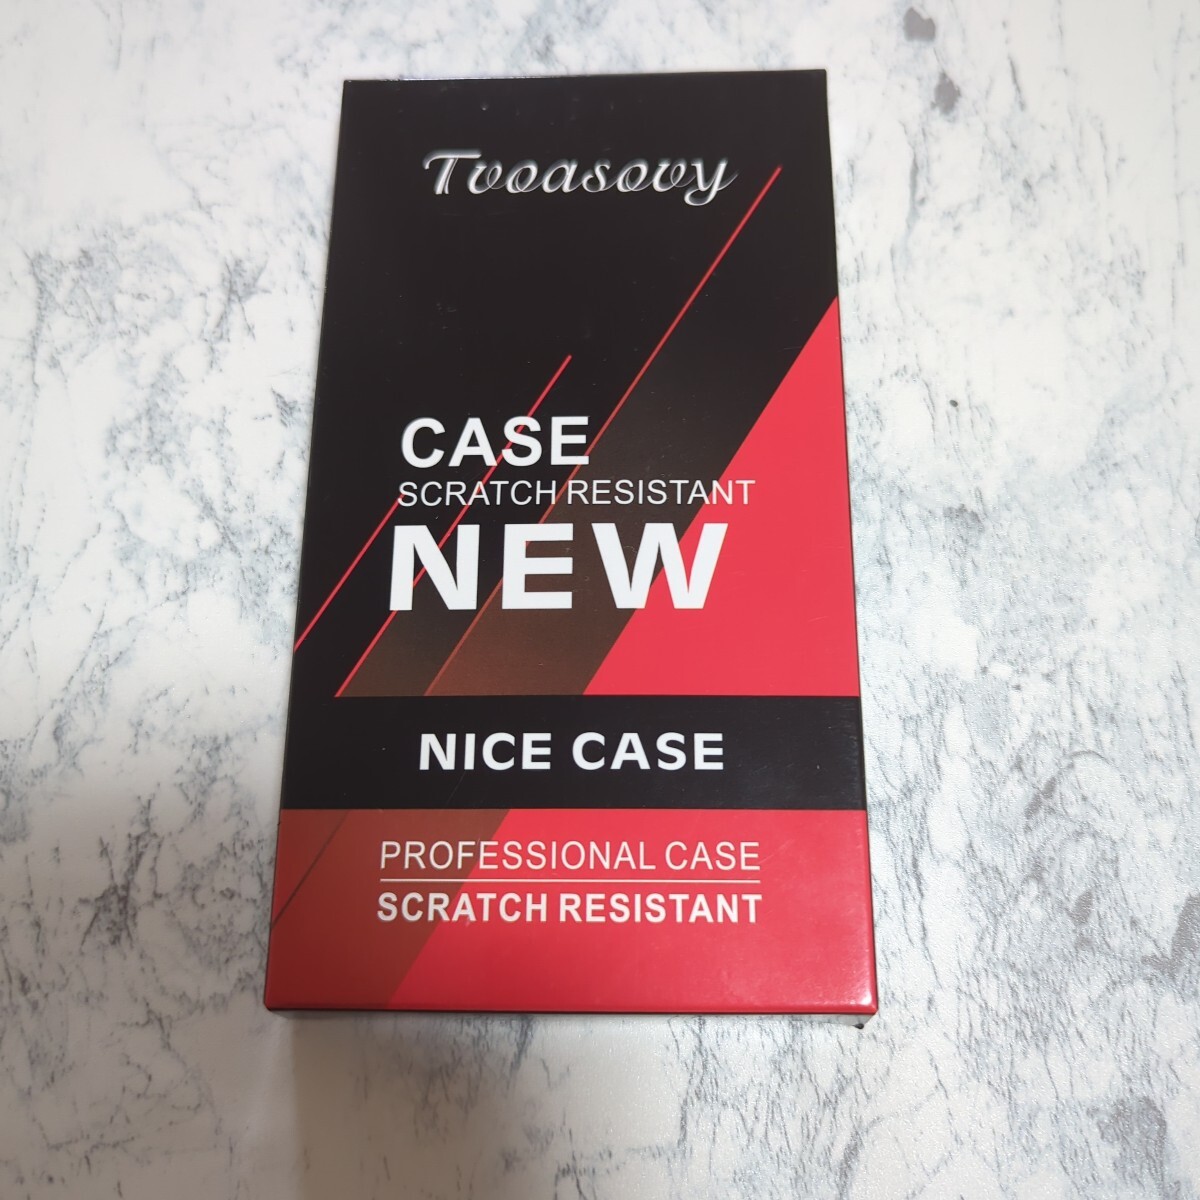 Tvoasovy
CASE
SCRATCH RESISTANT
NEW
NICE CASE
PROFESSIONAL CASE
SCRATCH RESISTANT